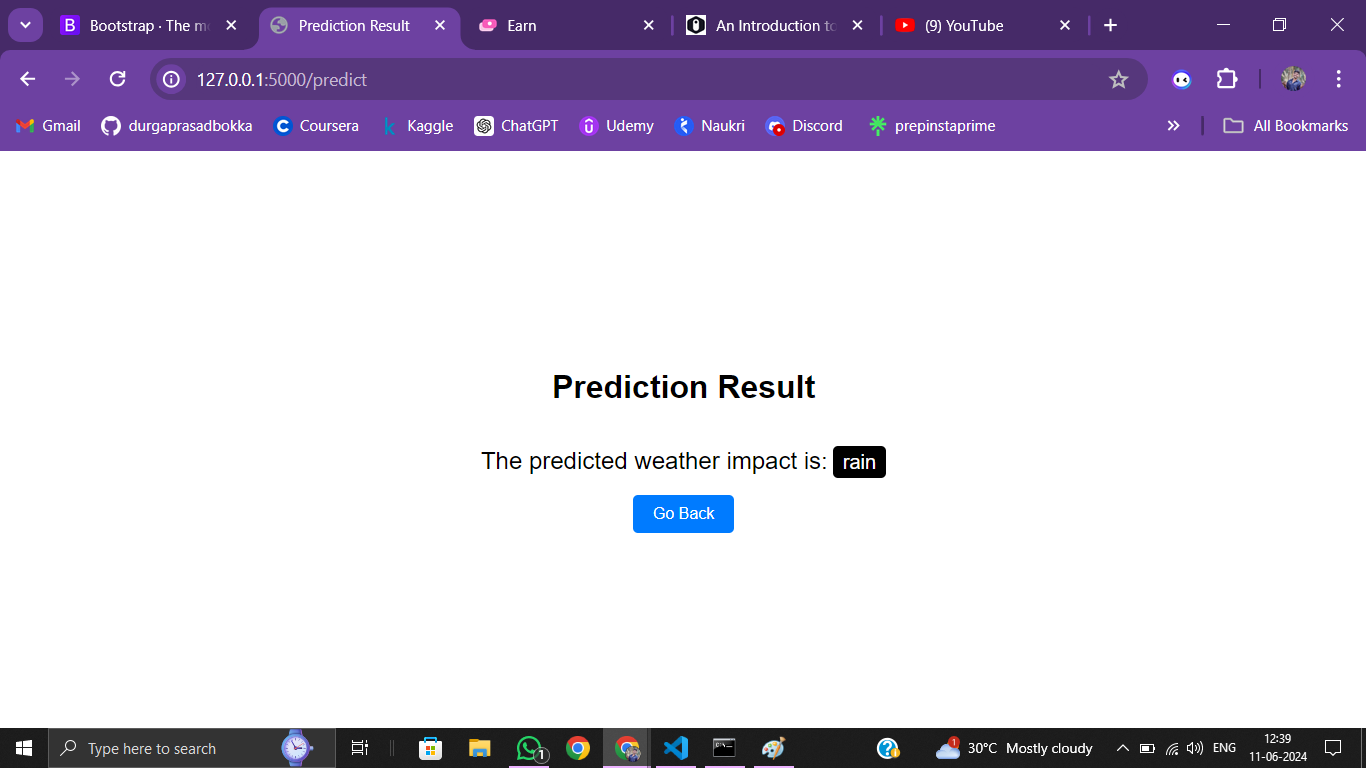 Bootstrap · The m
Prediction Result
Earn
An Introduction to
(9) YouTube
127.0.0.1:5000/predict
Gmail
durgaprasadbokka
Coursera
Kaggle
ChatGPT
Udemy
Naukri
Discord
prepinstaprime
All Bookmarks
Prediction Result
The predicted weather impact is: rain
Go Back
Type here to search
1
1
30°C Mostly cloudy
ENG
12:39
11-06-2024